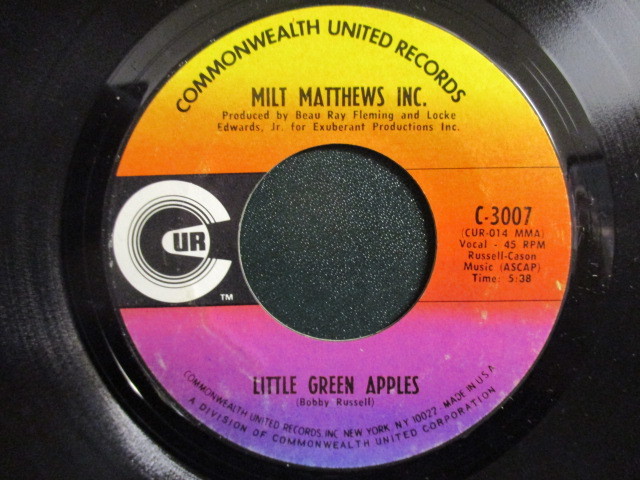 COMMONWEALTH UNITED RECORDS
MILT MATTHEWS INC.
Produced by Beau Ray Fleming and Locke
Edwards, Jr. for Exuberant Productions Inc.
CUR
TM
C-3007
(CUR-014 MMA)
Vocal - 45 RPM
Russell-Cason
Music (ASCAP)
Time: 5:38
LITTLE GREEN APPLES
(Bobby Russell)
COMMONWEALTH UNITED RECORDS INC NEW YORK, NY 10022 MADE IN U.S.A
A DIVISION OF COMMONWEALTH UNITED CORPORATION